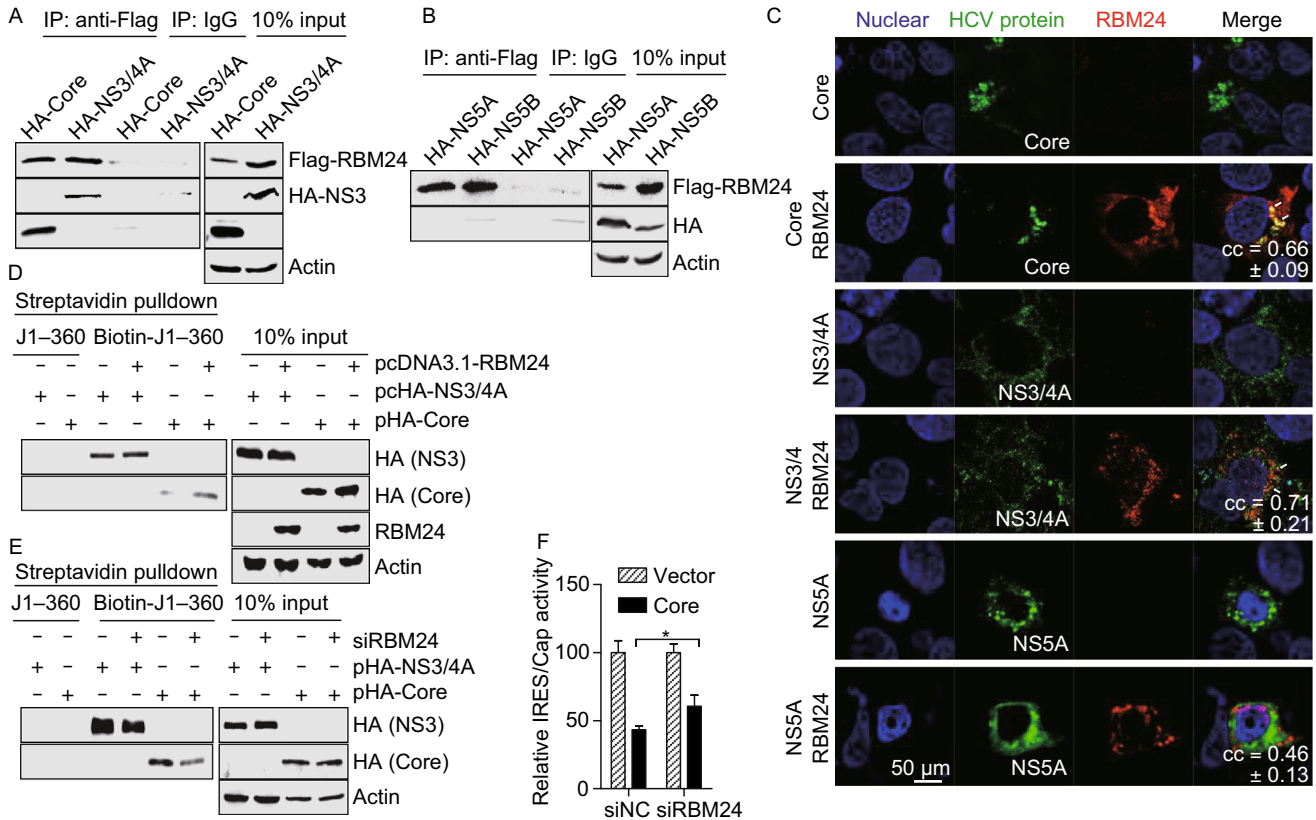 A
IP: anti-Flag IP: IgG 10% input
HA-Core HA-NS3/4A HA-Core HA-NS3/4A HA-Core HA-NS3/4A
Flag-RBM24
HA-NS3
Actin
B
IP: anti-Flag IP: IgG 10% input
HA-NS5A HA-NS5B HA-NS5A HA-NS5B HA-NS5A HA-NS5B
Flag-RBM24
HA
Actin
C
Nuclear HCV protein RBM24 Merge
Core
Core
Core RBM24
Core
cc = 0.66
± 0.09
NS3/4A
NS3/4A
NS3/4 RBM24
NS3/4A
cc = 0.71
± 0.21
NS5A
NS5A
NS5A RBM24
50 µm
NS5A
cc = 0.46
± 0.13
D
Streptavidin pulldown
J1–360 Biotin-J1–360 10% input
– – – + – + – + – + pcDNA3.1-RBM24
+ – + + – – + + – – pcHA-NS3/4A
– + – – + + – – + + pHA-Core
HA (NS3)
HA (Core)
RBM24
Actin
E
Streptavidin pulldown
J1–360 Biotin-J1–360 10% input
– – – + – + – + – + siRBM24
+ – + + – – + + – – pHA-NS3/4A
– + – – + + – – + + pHA-Core
HA (NS3)
HA (Core)
Actin
F
Relative IRES/Cap activity
150
100
50
0
Vector
Core
*
siNC siRBM24